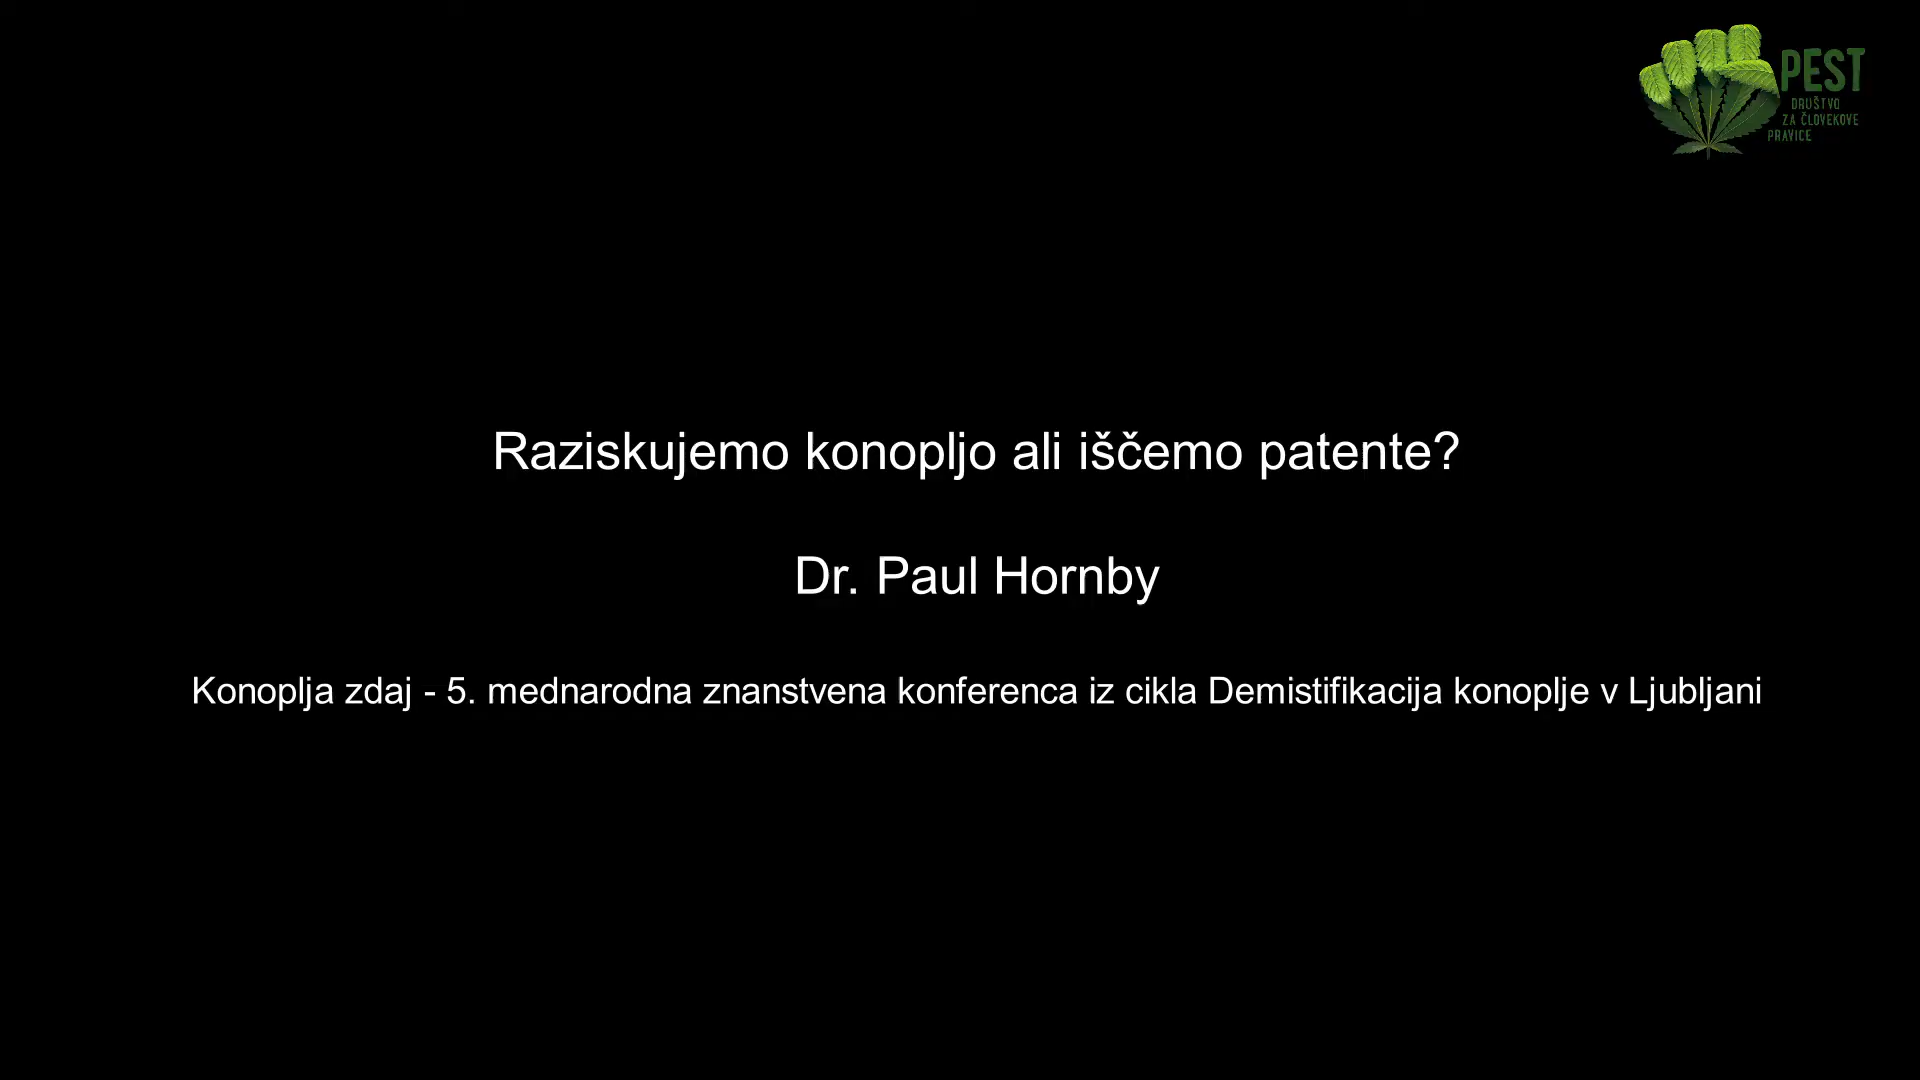 PEST
DRUŠTVO
ZA ČLOVEKOVE
PRAVICE
Raziskujemo konopljo ali iščemo patente?
Dr. Paul Hornby
Konoplja zdaj - 5. mednarodna znanstvena konferenca iz cikla Demistifikacija konoplje v Ljubljani